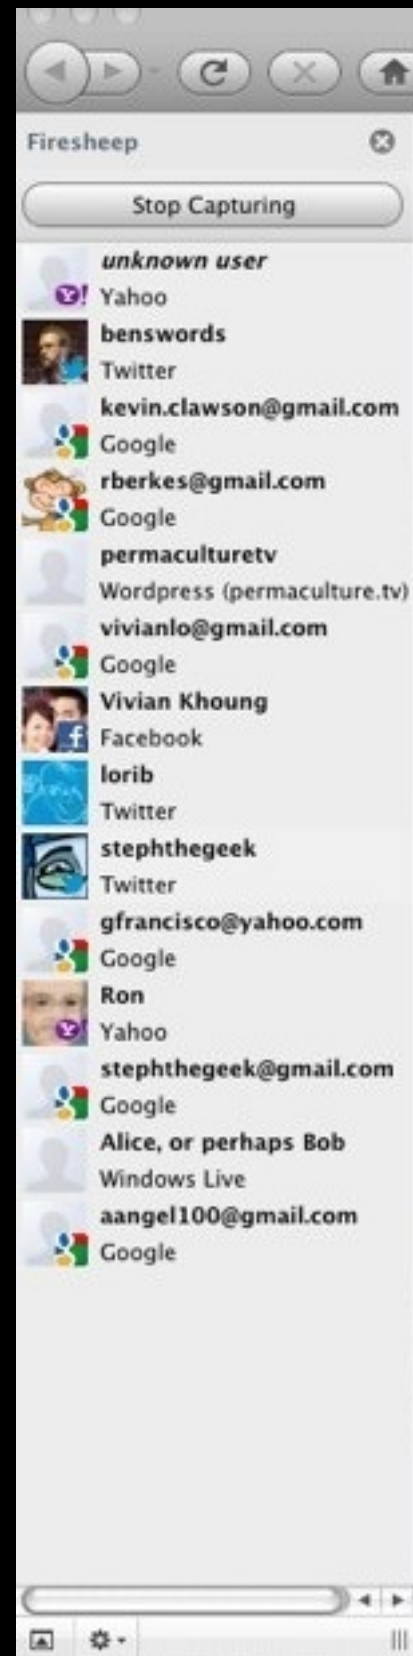 Firesheep
Stop Capturing
unknown user
Yahoo
benswords
Twitter
kevin.clawson@gmail.com
Google
rberkes@gmail.com
Google
permaculturetv
Wordpress (permaculture.tv)
vivianlo@gmail.com
Google
Vivian Khoung
Facebook
lorib
Twitter
stephthegeek
Twitter
gfrancisco@yahoo.com
Google
Ron
Yahoo
stephthegeek@gmail.com
Google
Alice, or perhaps Bob
Windows Live
aangel100@gmail.com
Google